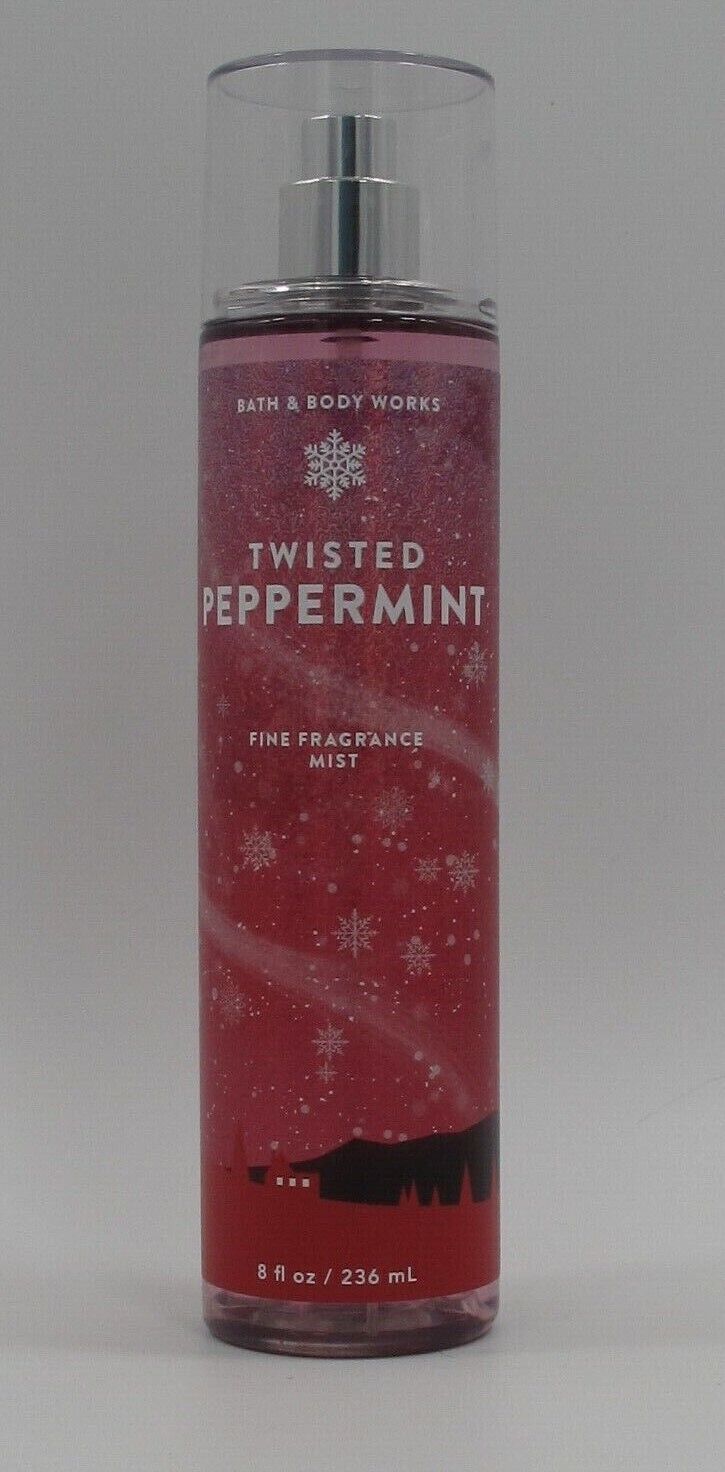 BATH & BODY WORKS
TWISTED
PEPPERMINT
FINE FRAGRANCE
MIST
8 fl oz / 236 mL